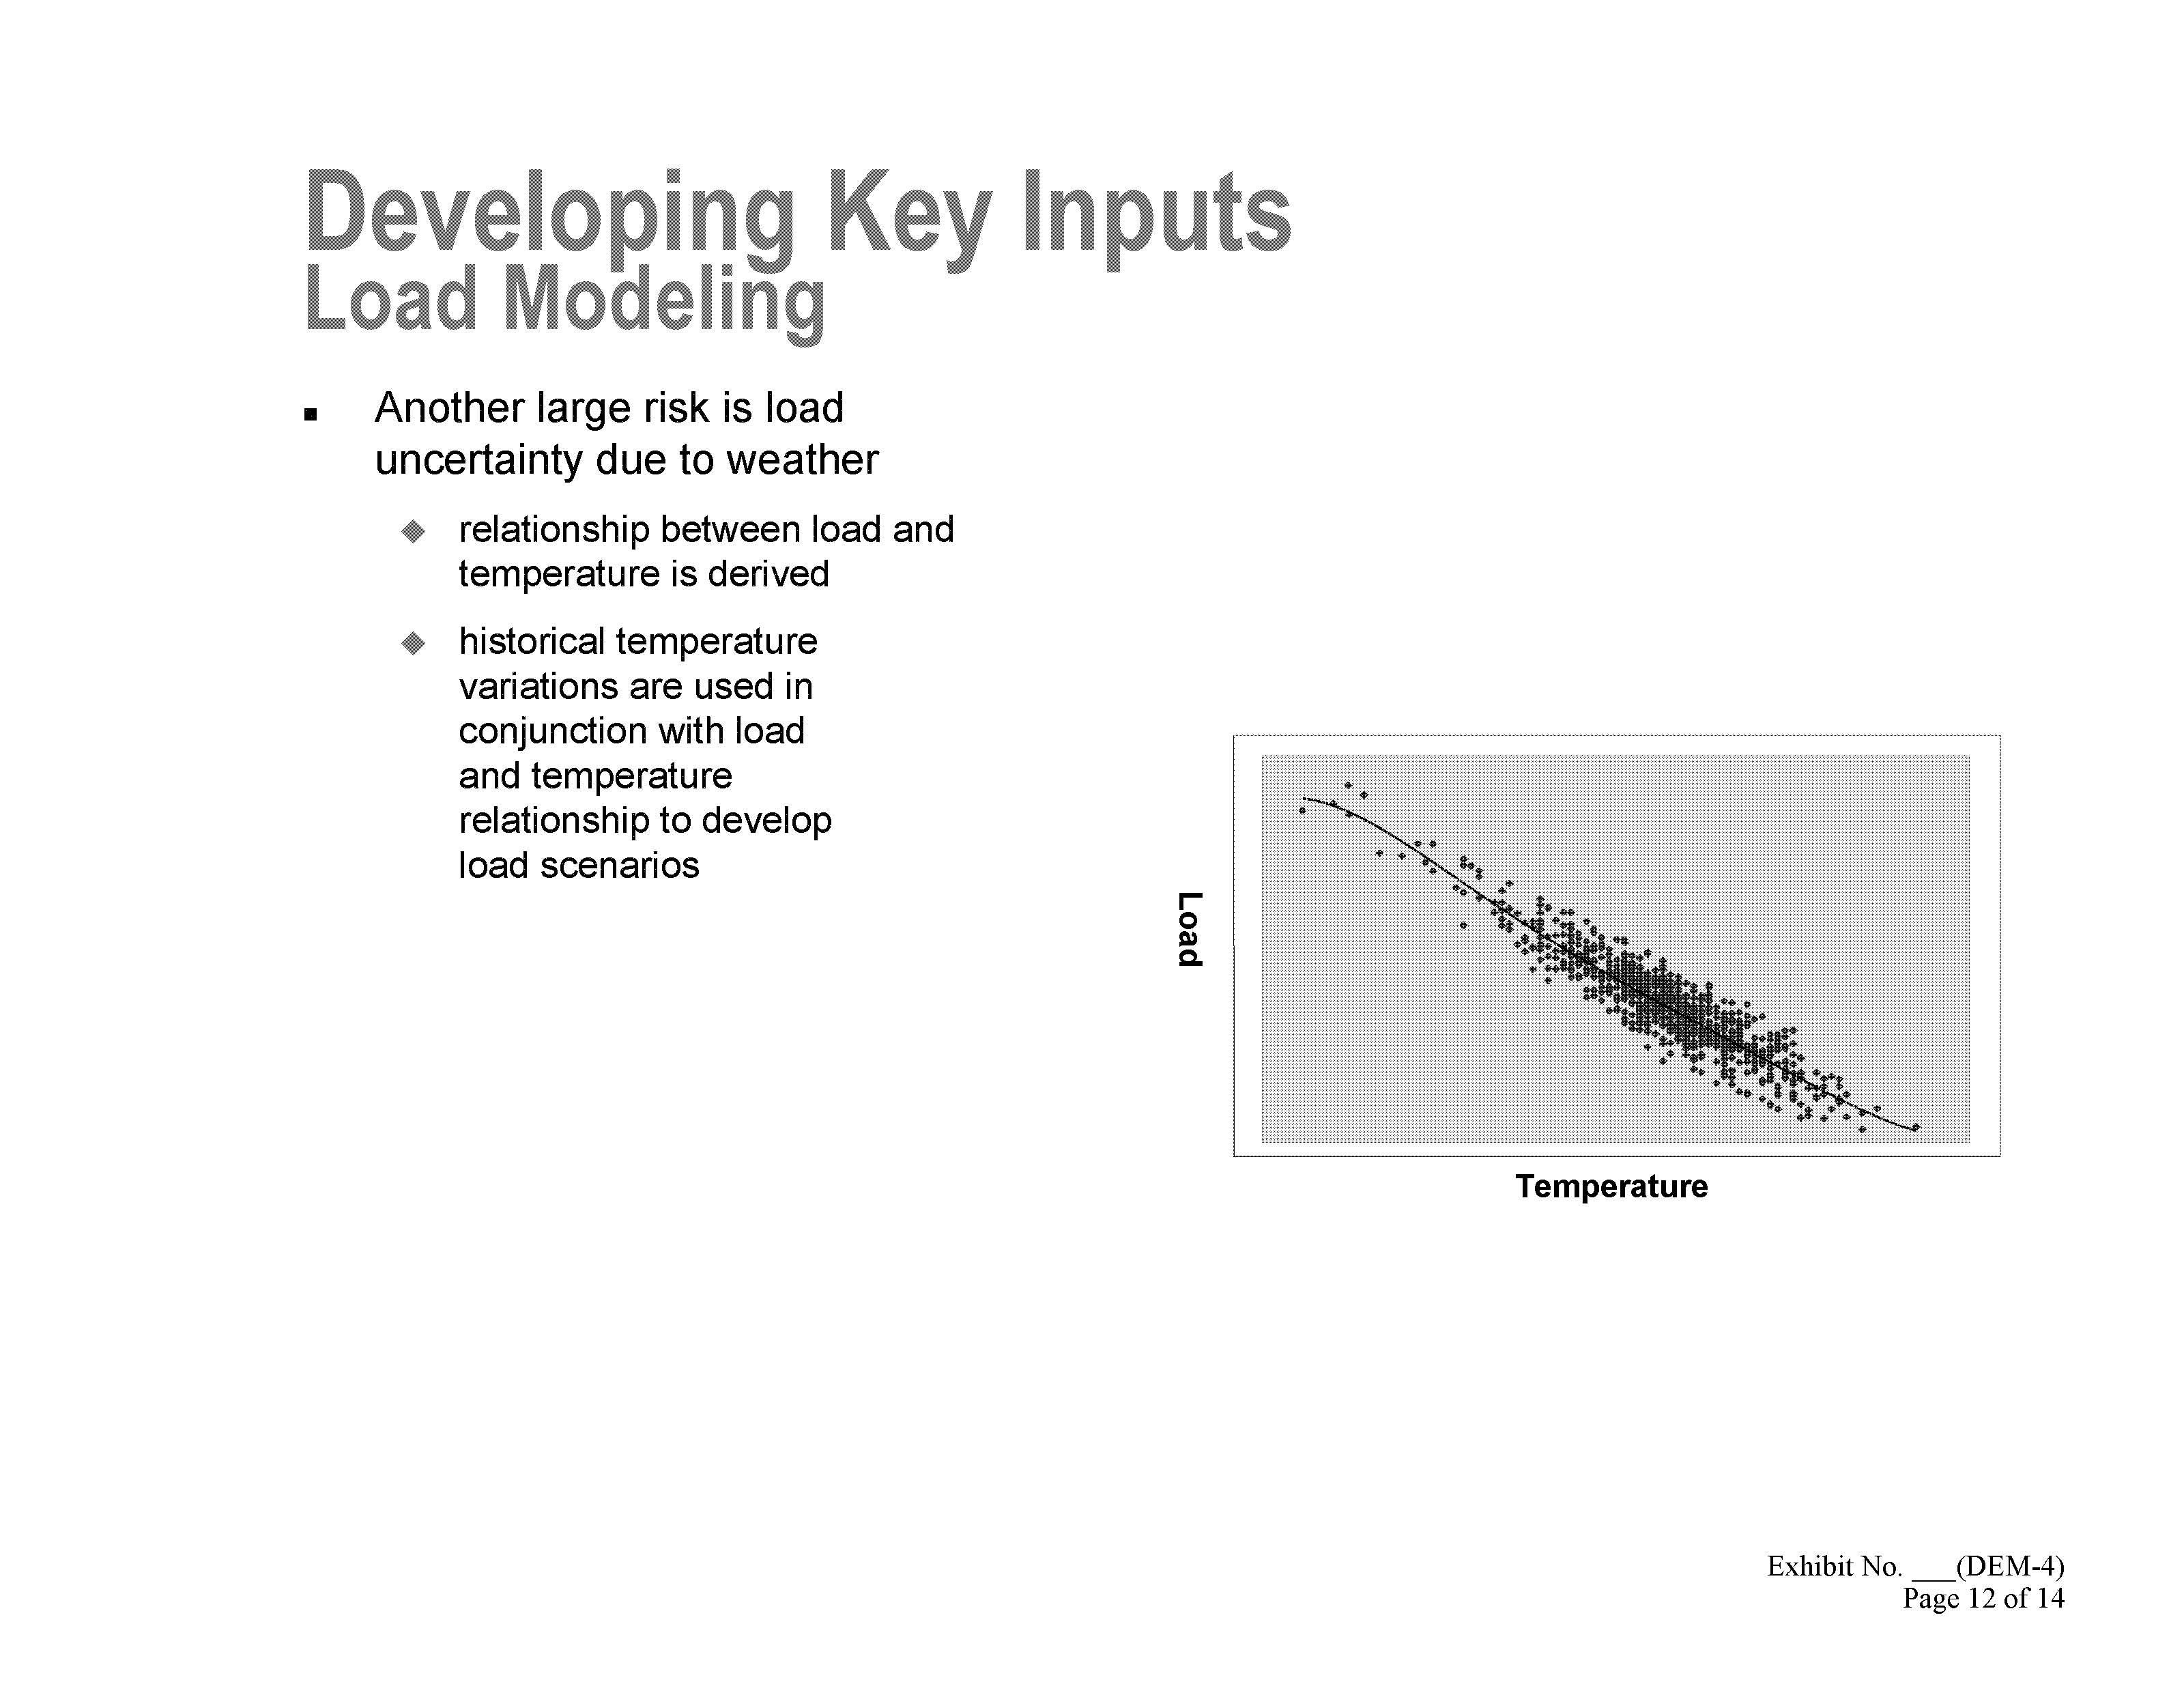 Developing Key Inputs
Load Modeling
■ Another large risk is load
uncertainty due to weather
◆ relationship between load and
temperature is derived
◆ historical temperature
variations are used in
conjunction with load
and temperature
relationship to develop
load scenarios
Load
Temperature
Exhibit No. ___(DEM-4)
Page 12 of 14